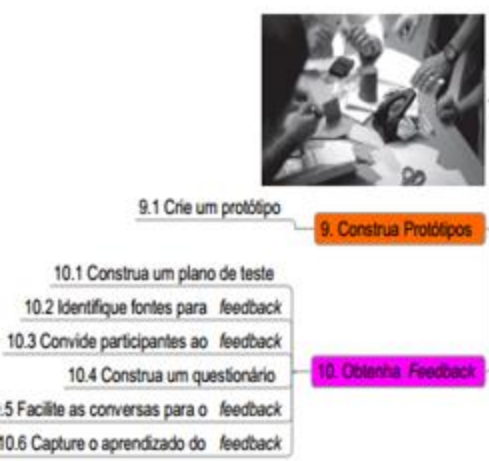 9.1 Crie um protótipo
9. Construa Protótipos
10.1 Construa um plano de teste
10.2 Identifique fontes para feedback
10.3 Convide participantes ao feedback
10.4 Construa um questionário
10. Obtenha Feedback
.5 Facilite as conversas para o feedback
10.6 Capture o aprendizado do feedback